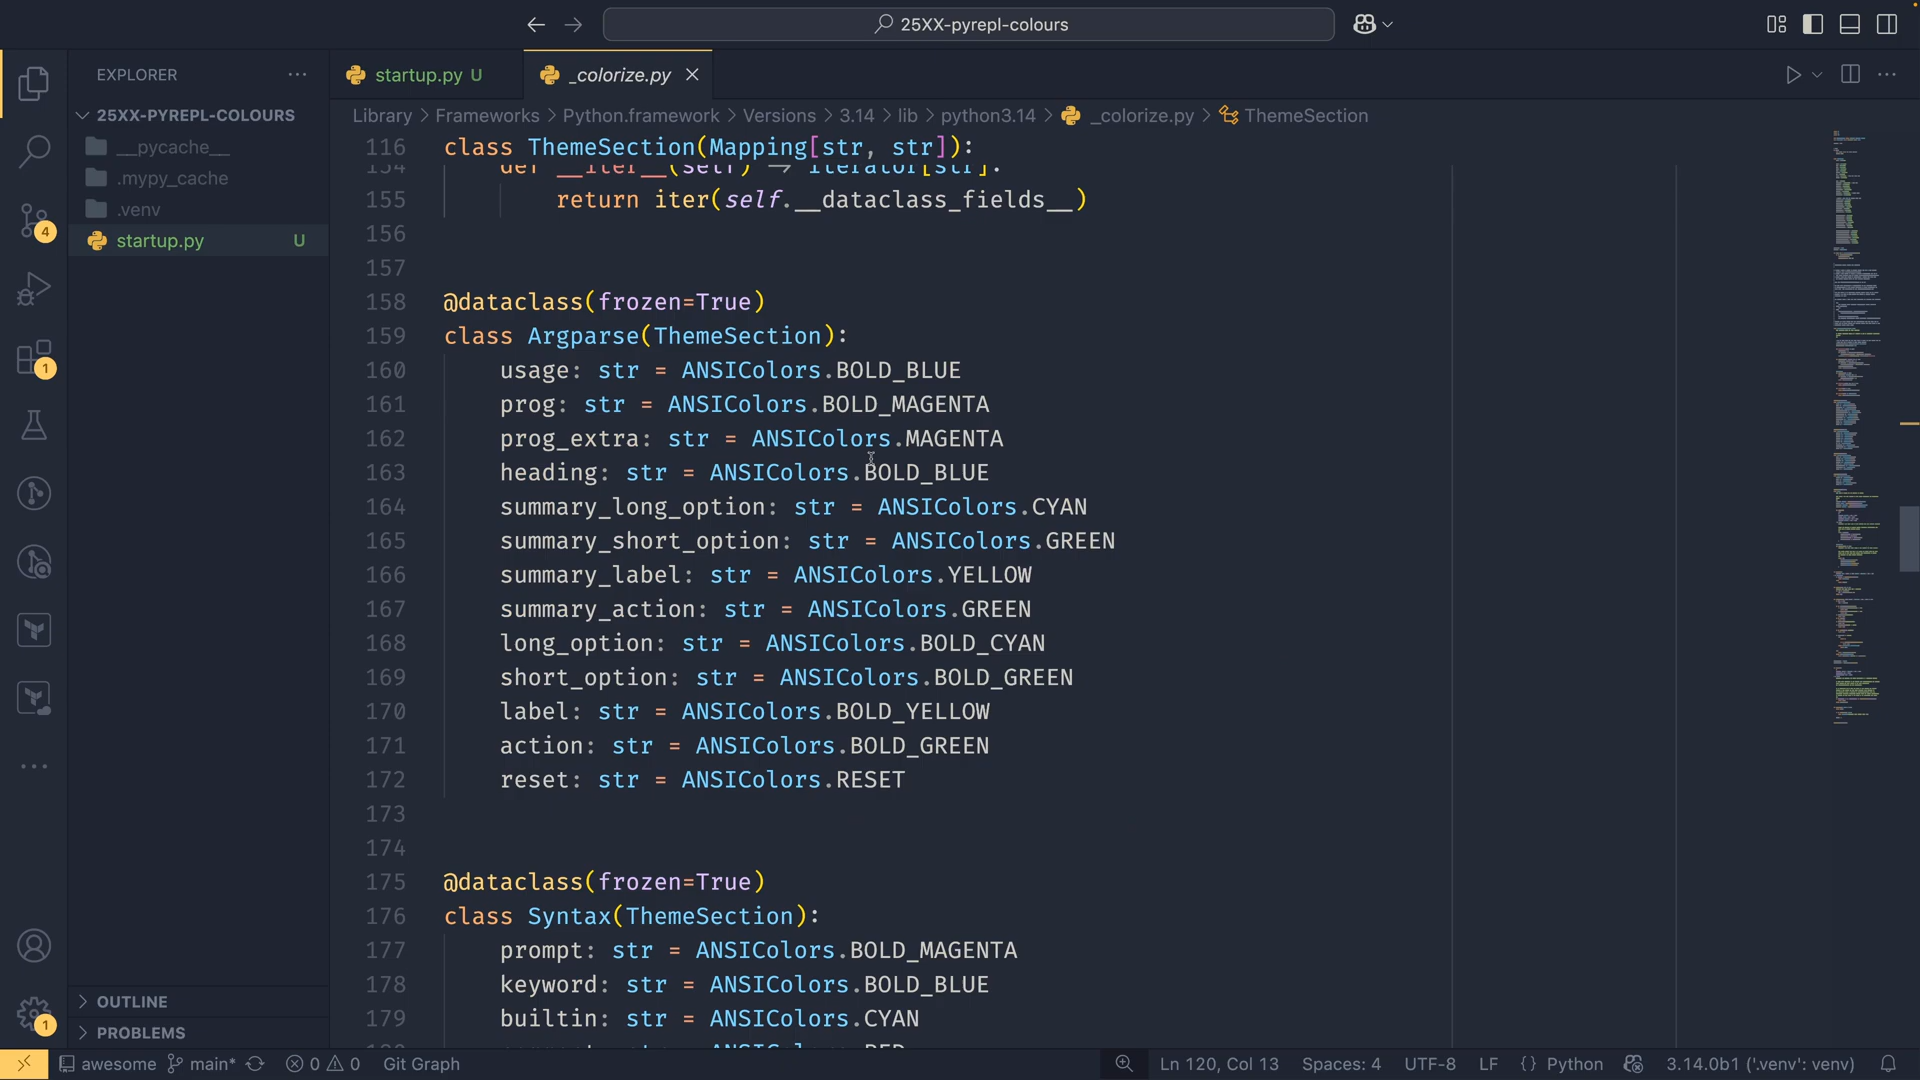 25XX-pyrepl-colours
EXPLORER
startup.py U
_colorize.py
25XX-PYREPL-COLOURS
__pycache__
.mypy_cache
.venv
startup.py U
4
1
1
OUTLINE
PROBLEMS
Library > Frameworks > Python.framework > Versions > 3.14 > lib > python3.14 > _colorize.py > ThemeSection
116 class ThemeSection(Mapping[str, str]):
154 def __iter__(self) -> Iterator[str]:
155 return iter(self.__dataclass_fields__)
156
157
158 @dataclass(frozen=True)
159 class Argparse(ThemeSection):
160 usage: str = ANSIColors.BOLD_BLUE
161 prog: str = ANSIColors.BOLD_MAGENTA
162 prog_extra: str = ANSIColors.MAGENTA
163 heading: str = ANSIColors.BOLD_BLUE
164 summary_long_option: str = ANSIColors.CYAN
165 summary_short_option: str = ANSIColors.GREEN
166 summary_label: str = ANSIColors.YELLOW
167 summary_action: str = ANSIColors.GREEN
168 long_option: str = ANSIColors.BOLD_CYAN
169 short_option: str = ANSIColors.BOLD_GREEN
170 label: str = ANSIColors.BOLD_YELLOW
171 action: str = ANSIColors.BOLD_GREEN
172 reset: str = ANSIColors.RESET
173
174
175 @dataclass(frozen=True)
176 class Syntax(ThemeSection):
177 prompt: str = ANSIColors.BOLD_MAGENTA
178 keyword: str = ANSIColors.BOLD_BLUE
179 builtin: str = ANSIColors.CYAN
awesome main* 0 0 Git Graph Ln 120, Col 13 Spaces: 4 UTF-8 LF {} Python 3.14.0b1 ('.venv': venv)